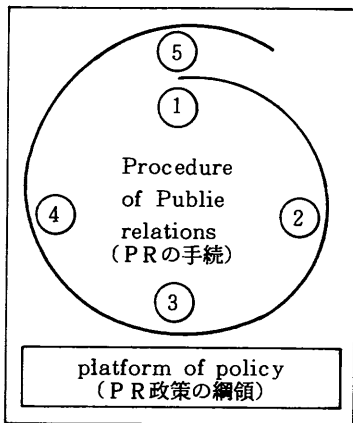 ⑤
①
Procedure
of Publie
relations
(PRの手続)
④
②
③
platform of policy
(PR政策の綱領)